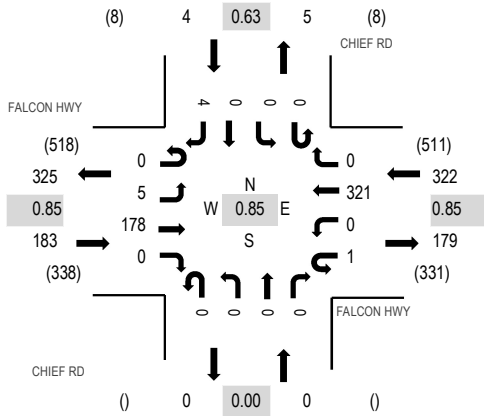 (8) 4 0.63 5 (8)
CHIEF RD
FALCON HWY
4 0 0 0
(518) (511)
0 0
325 322
5 N 321
0.85 W 0.85 E 0.85
178 0
183 S 179
0 1
(338) (331)
0 0 0 0
FALCON HWY
CHIEF RD
() 0 0.00 0 ()